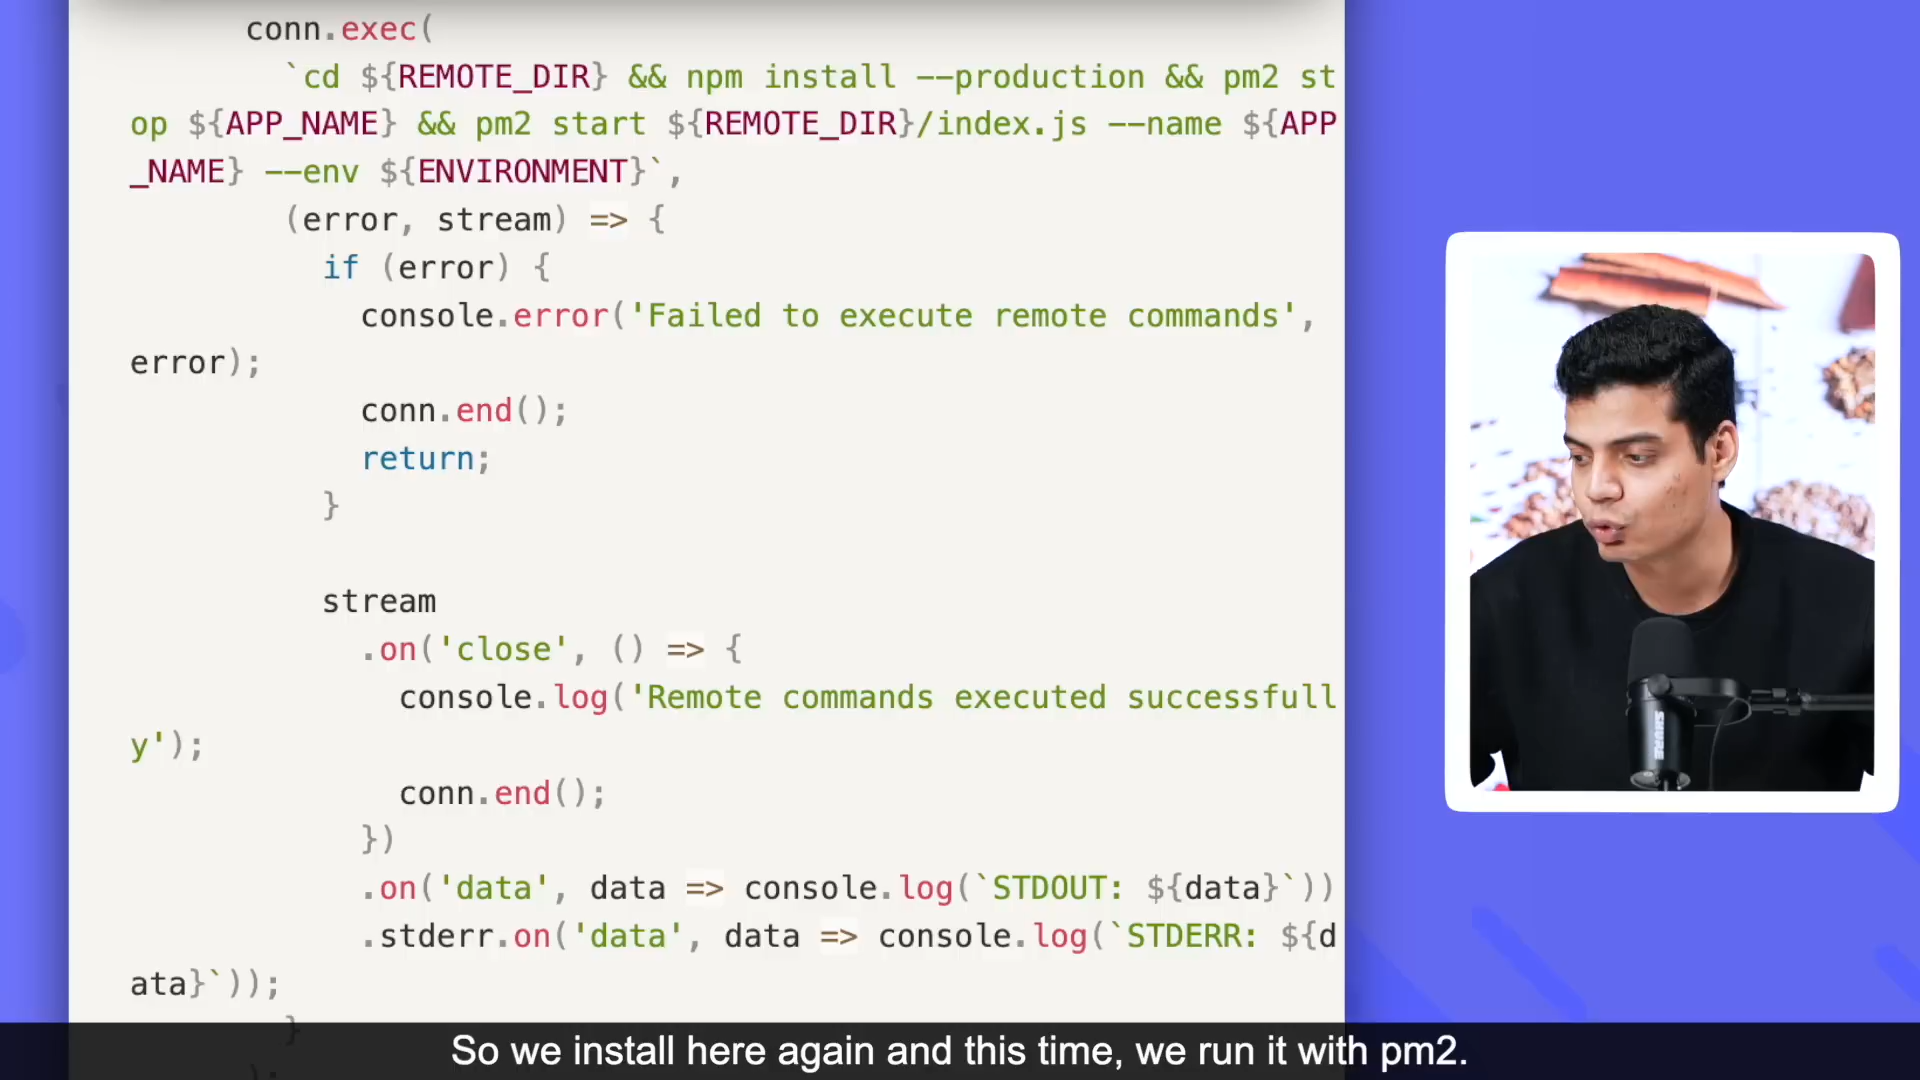 conn.exec(
`cd ${REMOTE_DIR} && npm install --production && pm2 st
op ${APP_NAME} && pm2 start ${REMOTE_DIR}/index.js --name ${APP
_NAME} --env ${ENVIRONMENT}`,
(error, stream) => {
if (error) {
console.error('Failed to execute remote commands',
error);
conn.end();
return;
}
stream
.on('close', () => {
console.log('Remote commands executed successfull
y');
conn.end();
})
.on('data', data => console.log(`STDOUT: ${data}`))
.stderr.on('data', data => console.log(`STDERR: ${d
ata}`));
}
);
SHURE
So we install here again and this time, we run it with pm2.